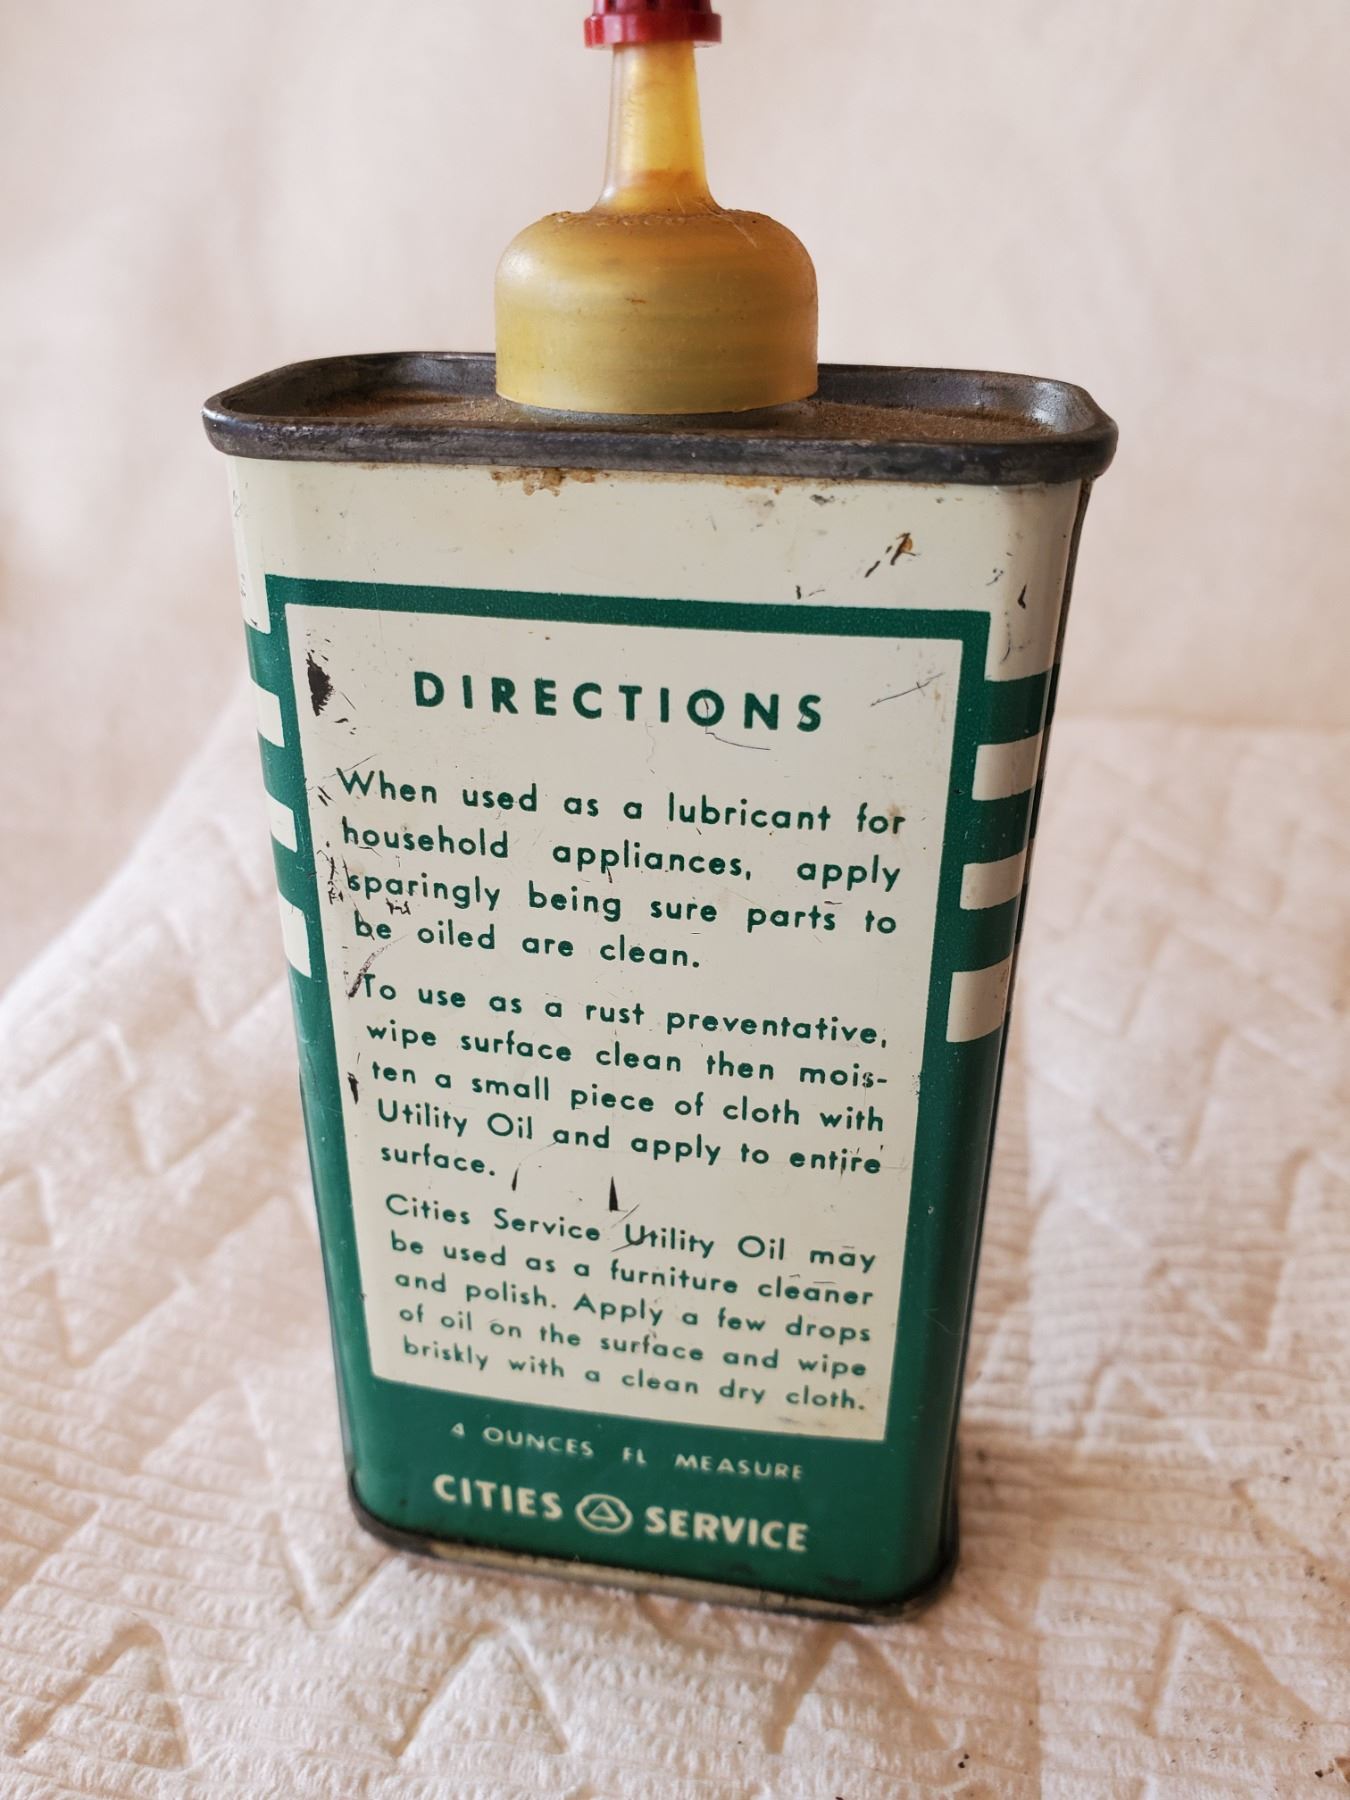 DIRECTIONS
When used as a lubricant for
household appliances, apply
sparingly being sure parts to
be oiled are clean.
To use as a rust preventative,
wipe surface clean then mois-
ten a small piece of cloth with
Utility Oil and apply to entire
surface.
Cities Service Utility Oil may
be used as a furniture cleaner
and polish. Apply a few drops
of oil on the surface and wipe
briskly with a clean dry cloth.
4 OUNCES FL MEASURE
CITIES SERVICE